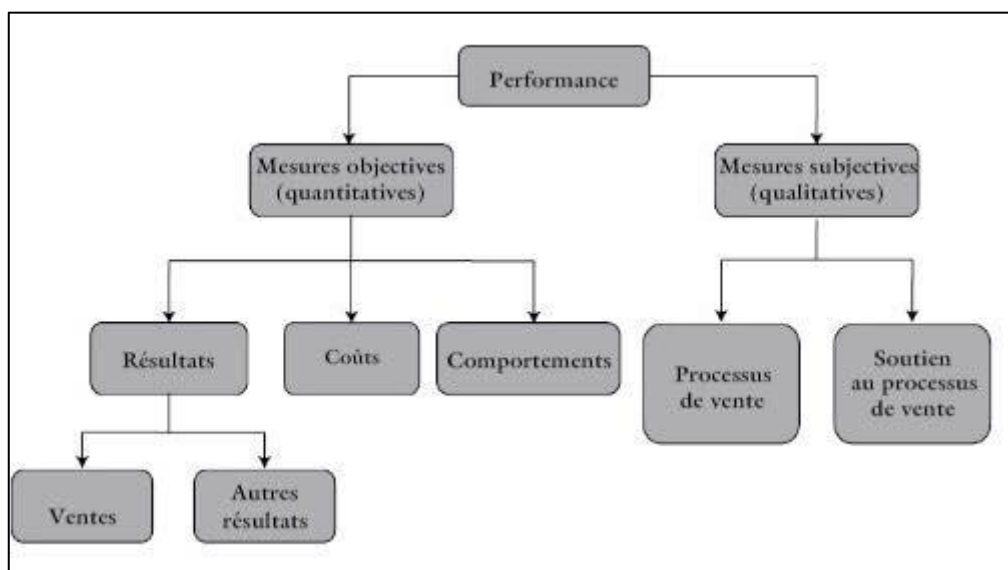 Performance
Mesures objectives
(quantitatives)
Mesures subjectives
(qualitatives)
Résultats
Coûts
Comportements
Processus
de vente
Soutien
au processus
de vente
Ventes
Autres
résultats